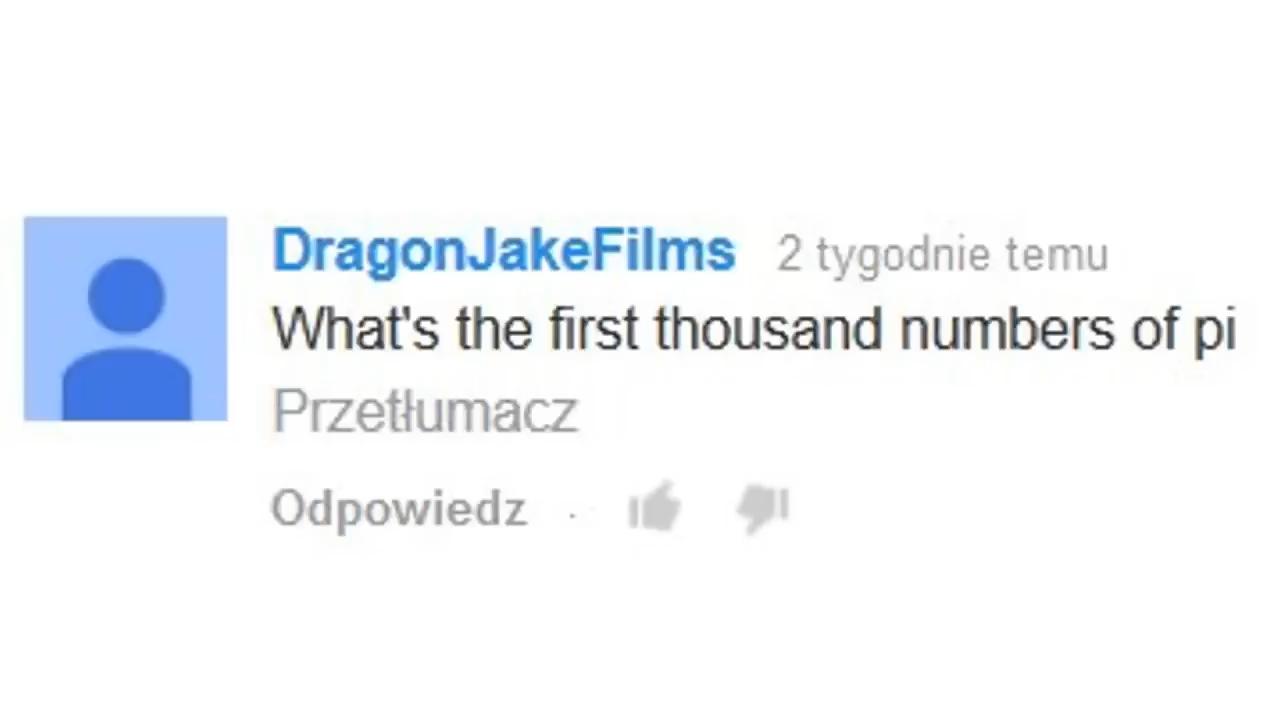 DragonJakeFilms 2 tygodnie temu
What's the first thousand numbers of pi
Przetłumacz
Odpowiedz ·